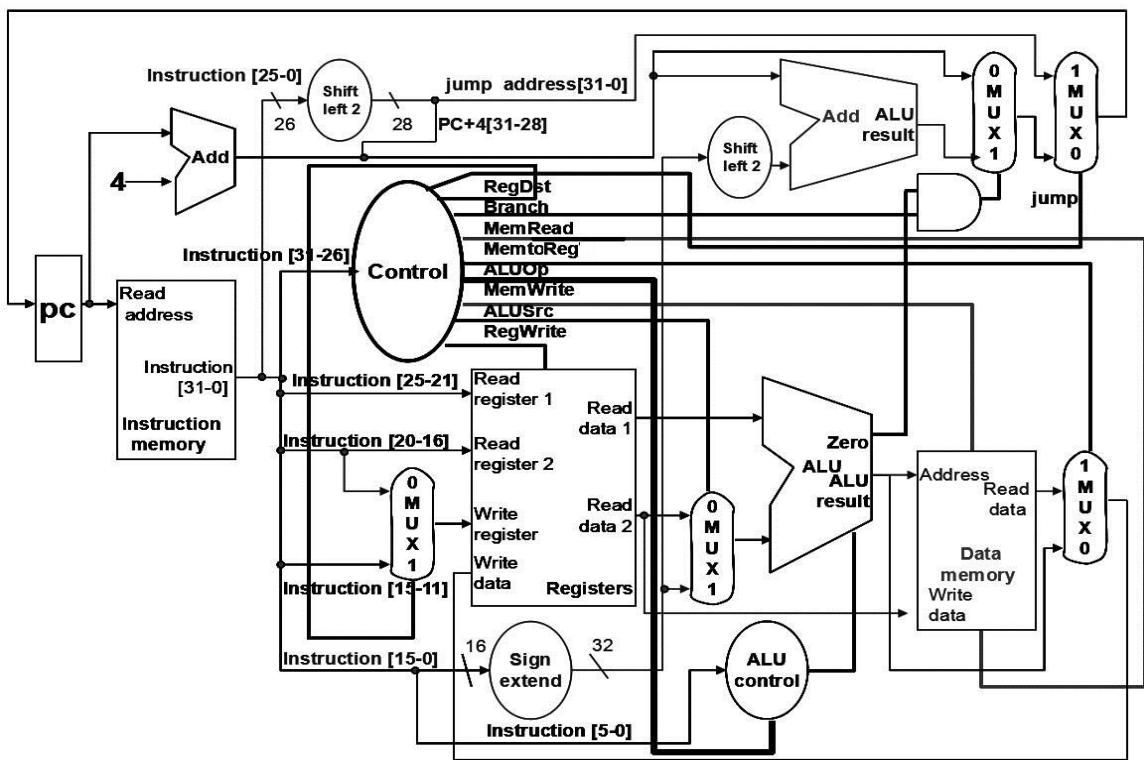 Instruction [25-0]
Shift
left 2
26
28
jump address[31-0]
PC+4[31-28]
Add
4
Add
ALU
result
Shift
left 2
0
M
U
X
1
1
M
U
X
0
jump
RegDst
Branch
MemRead
MemtoReg
ALUOp
MemWrite
ALUSrc
RegWrite
Instruction [31-26]
Control
pc
Read
address
Instruction
[31-0]
Instruction
memory
Instruction [25-21]
Read
register 1
Instruction [20-16]
Read
register 2
0
M
U
X
1
Write
register
Write
data
Instruction [15-11]
Read
data 1
Read
data 2
Registers
0
M
U
X
1
Zero
ALU
ALU
result
Address
Read
data
Data
memory
Write
data
1
M
U
X
0
Instruction [15-0]
16
Sign
extend
32
ALU
control
Instruction [5-0]